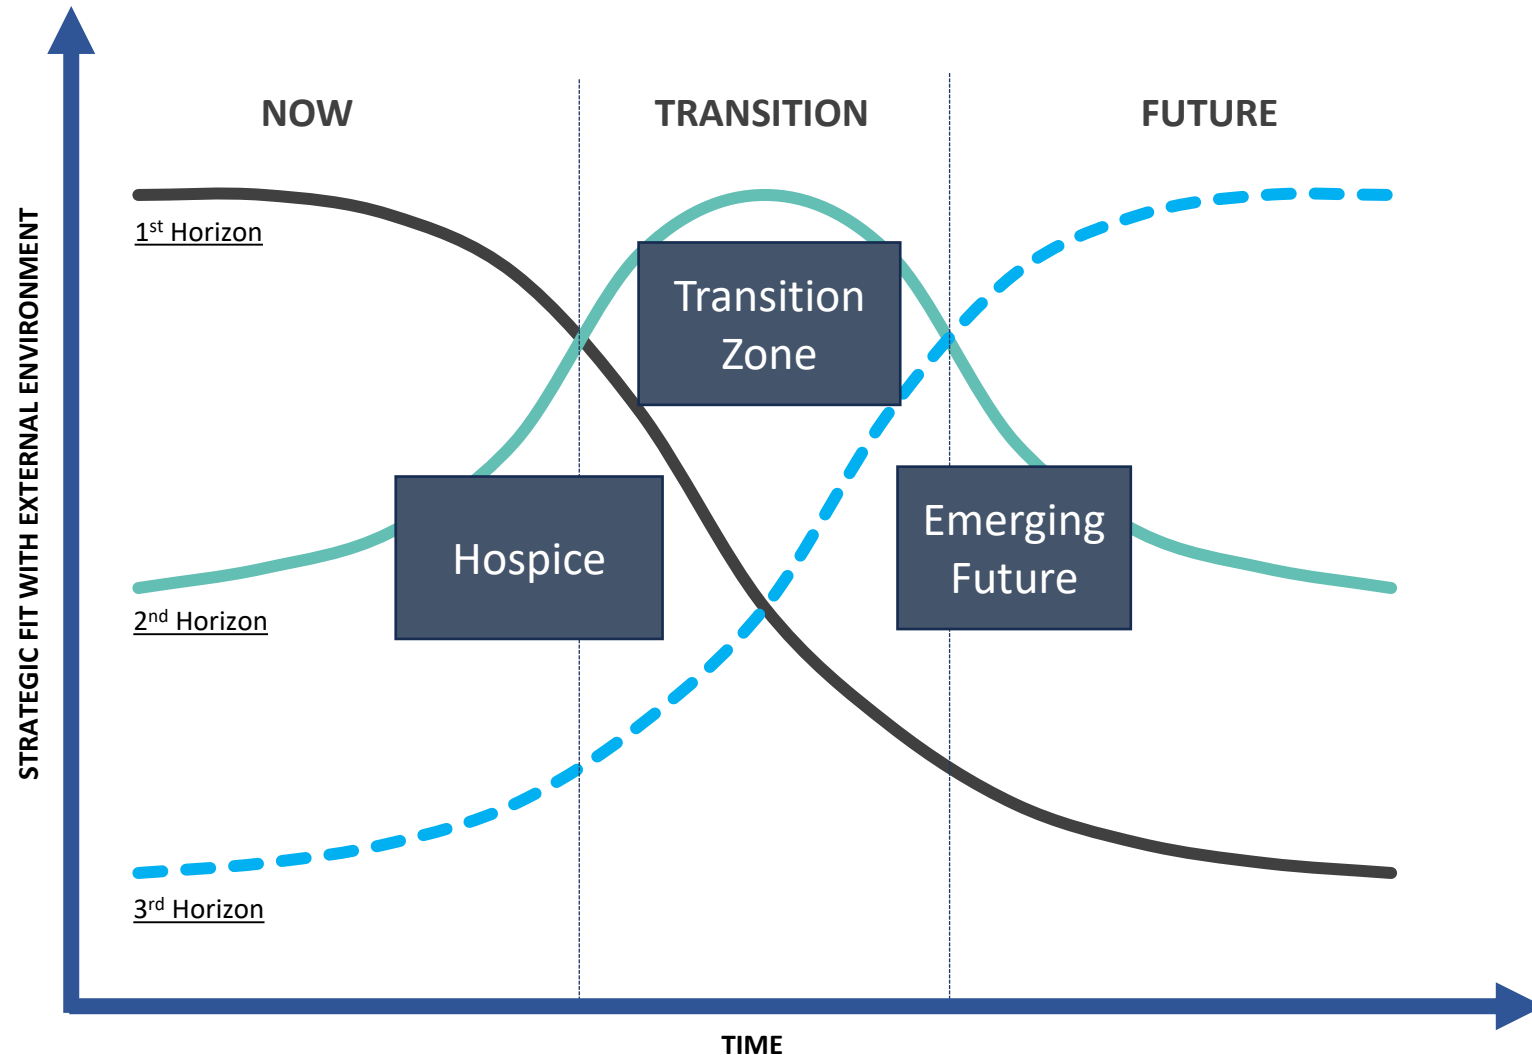 NOW
TRANSITION
FUTURE
1st Horizon
Transition
Zone
STRATEGIC FIT WITH EXTERNAL ENVIRONMENT
Hospice
Emerging
Future
2nd Horizon
3rd Horizon
TIME